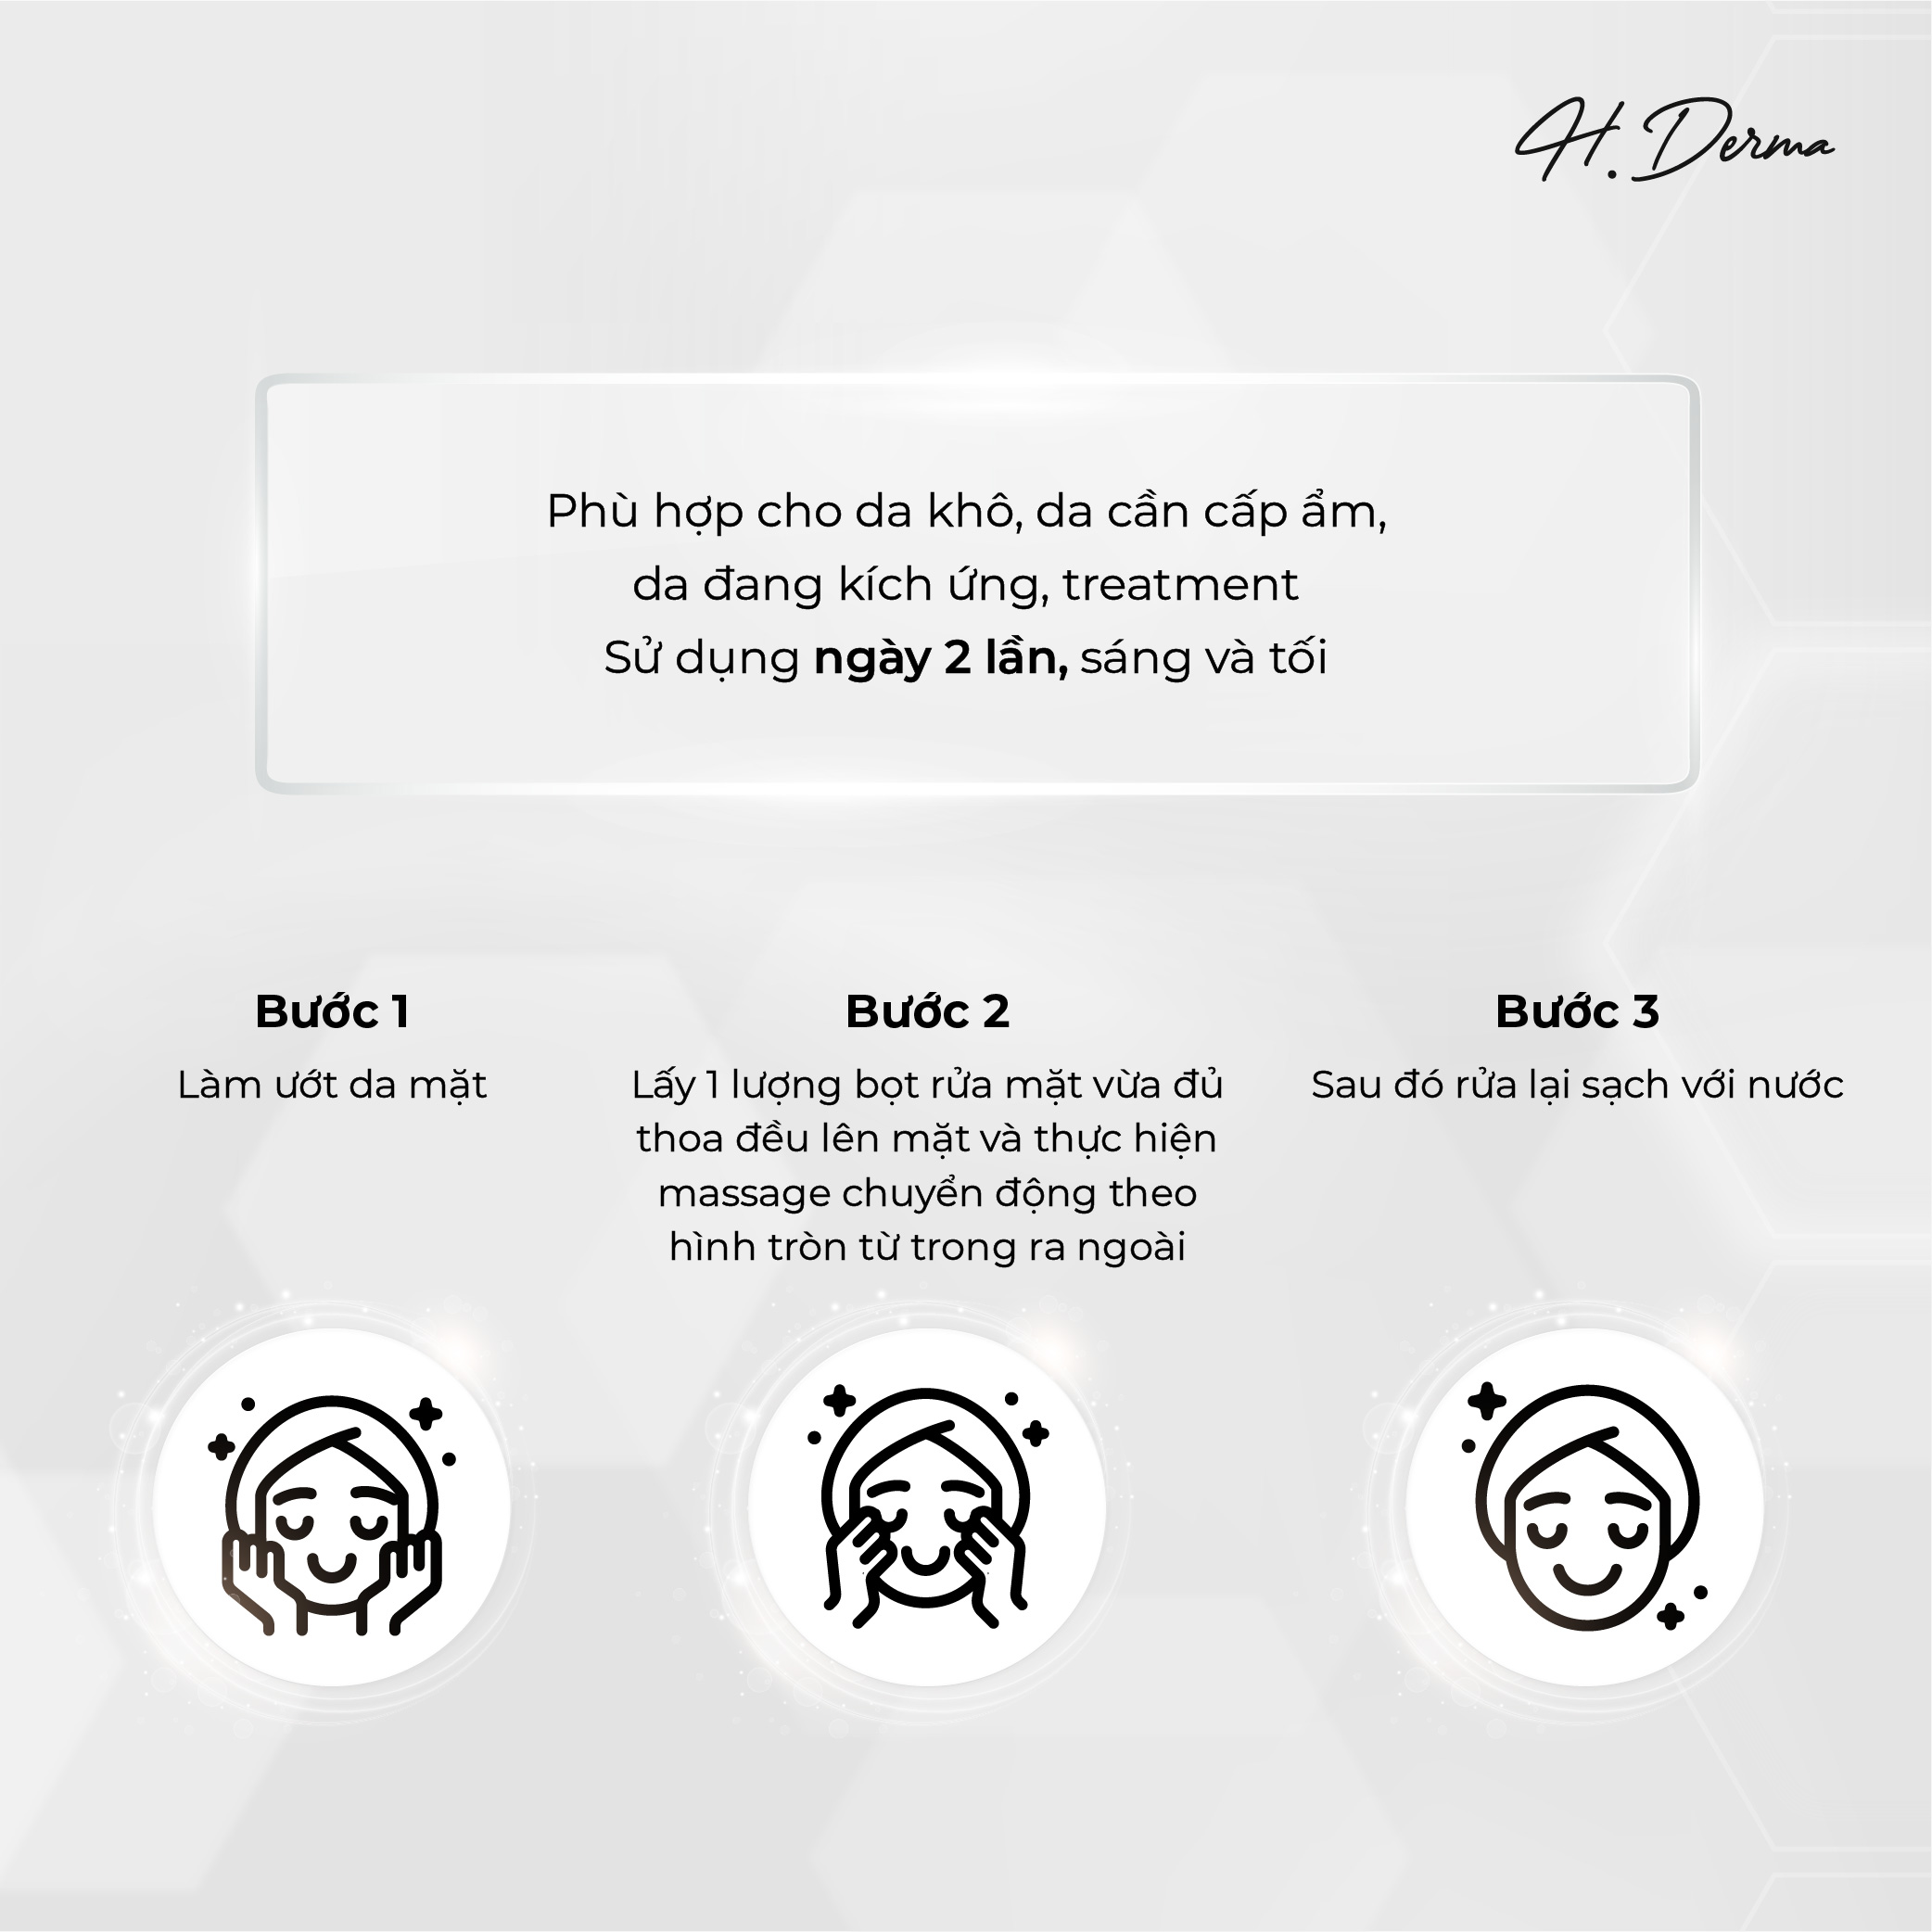 H. Derma
Phù hợp cho da khô, da cần cấp ẩm,
da đang kích ứng, treatment
Sử dụng ngày 2 lần, sáng và tối
Bước 1
Làm ướt da mặt
Bước 2
Lấy 1 lượng bọt rửa mặt vừa đủ
thoa đều lên mặt và thực hiện
massage chuyển động theo
hình tròn từ trong ra ngoài
Bước 3
Sau đó rửa lại sạch với nước